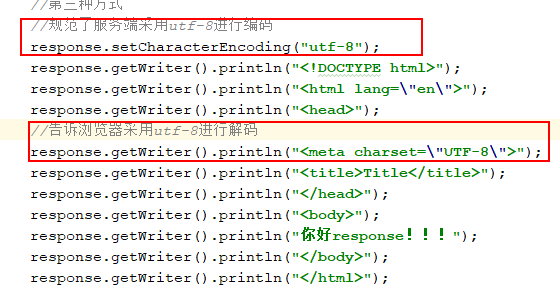 //第三种方式
//规范了服务端采用utf-8进行编码
response.setCharacterEncoding("utf-8");
response.getWriter().println("<!DOCTYPE html>");
response.getWriter().println("<html lang=\"en\">");
response.getWriter().println("<head>");
//告诉浏览器采用utf-8进行解码
response.getWriter().println("<meta charset=\"UTF-8\">");
response.getWriter().println("<title>Title</title>");
response.getWriter().println("</head>");
response.getWriter().println("<body>");
response.getWriter().println("你好response！！！");
response.getWriter().println("</body>");
response.getWriter().println("</html>");